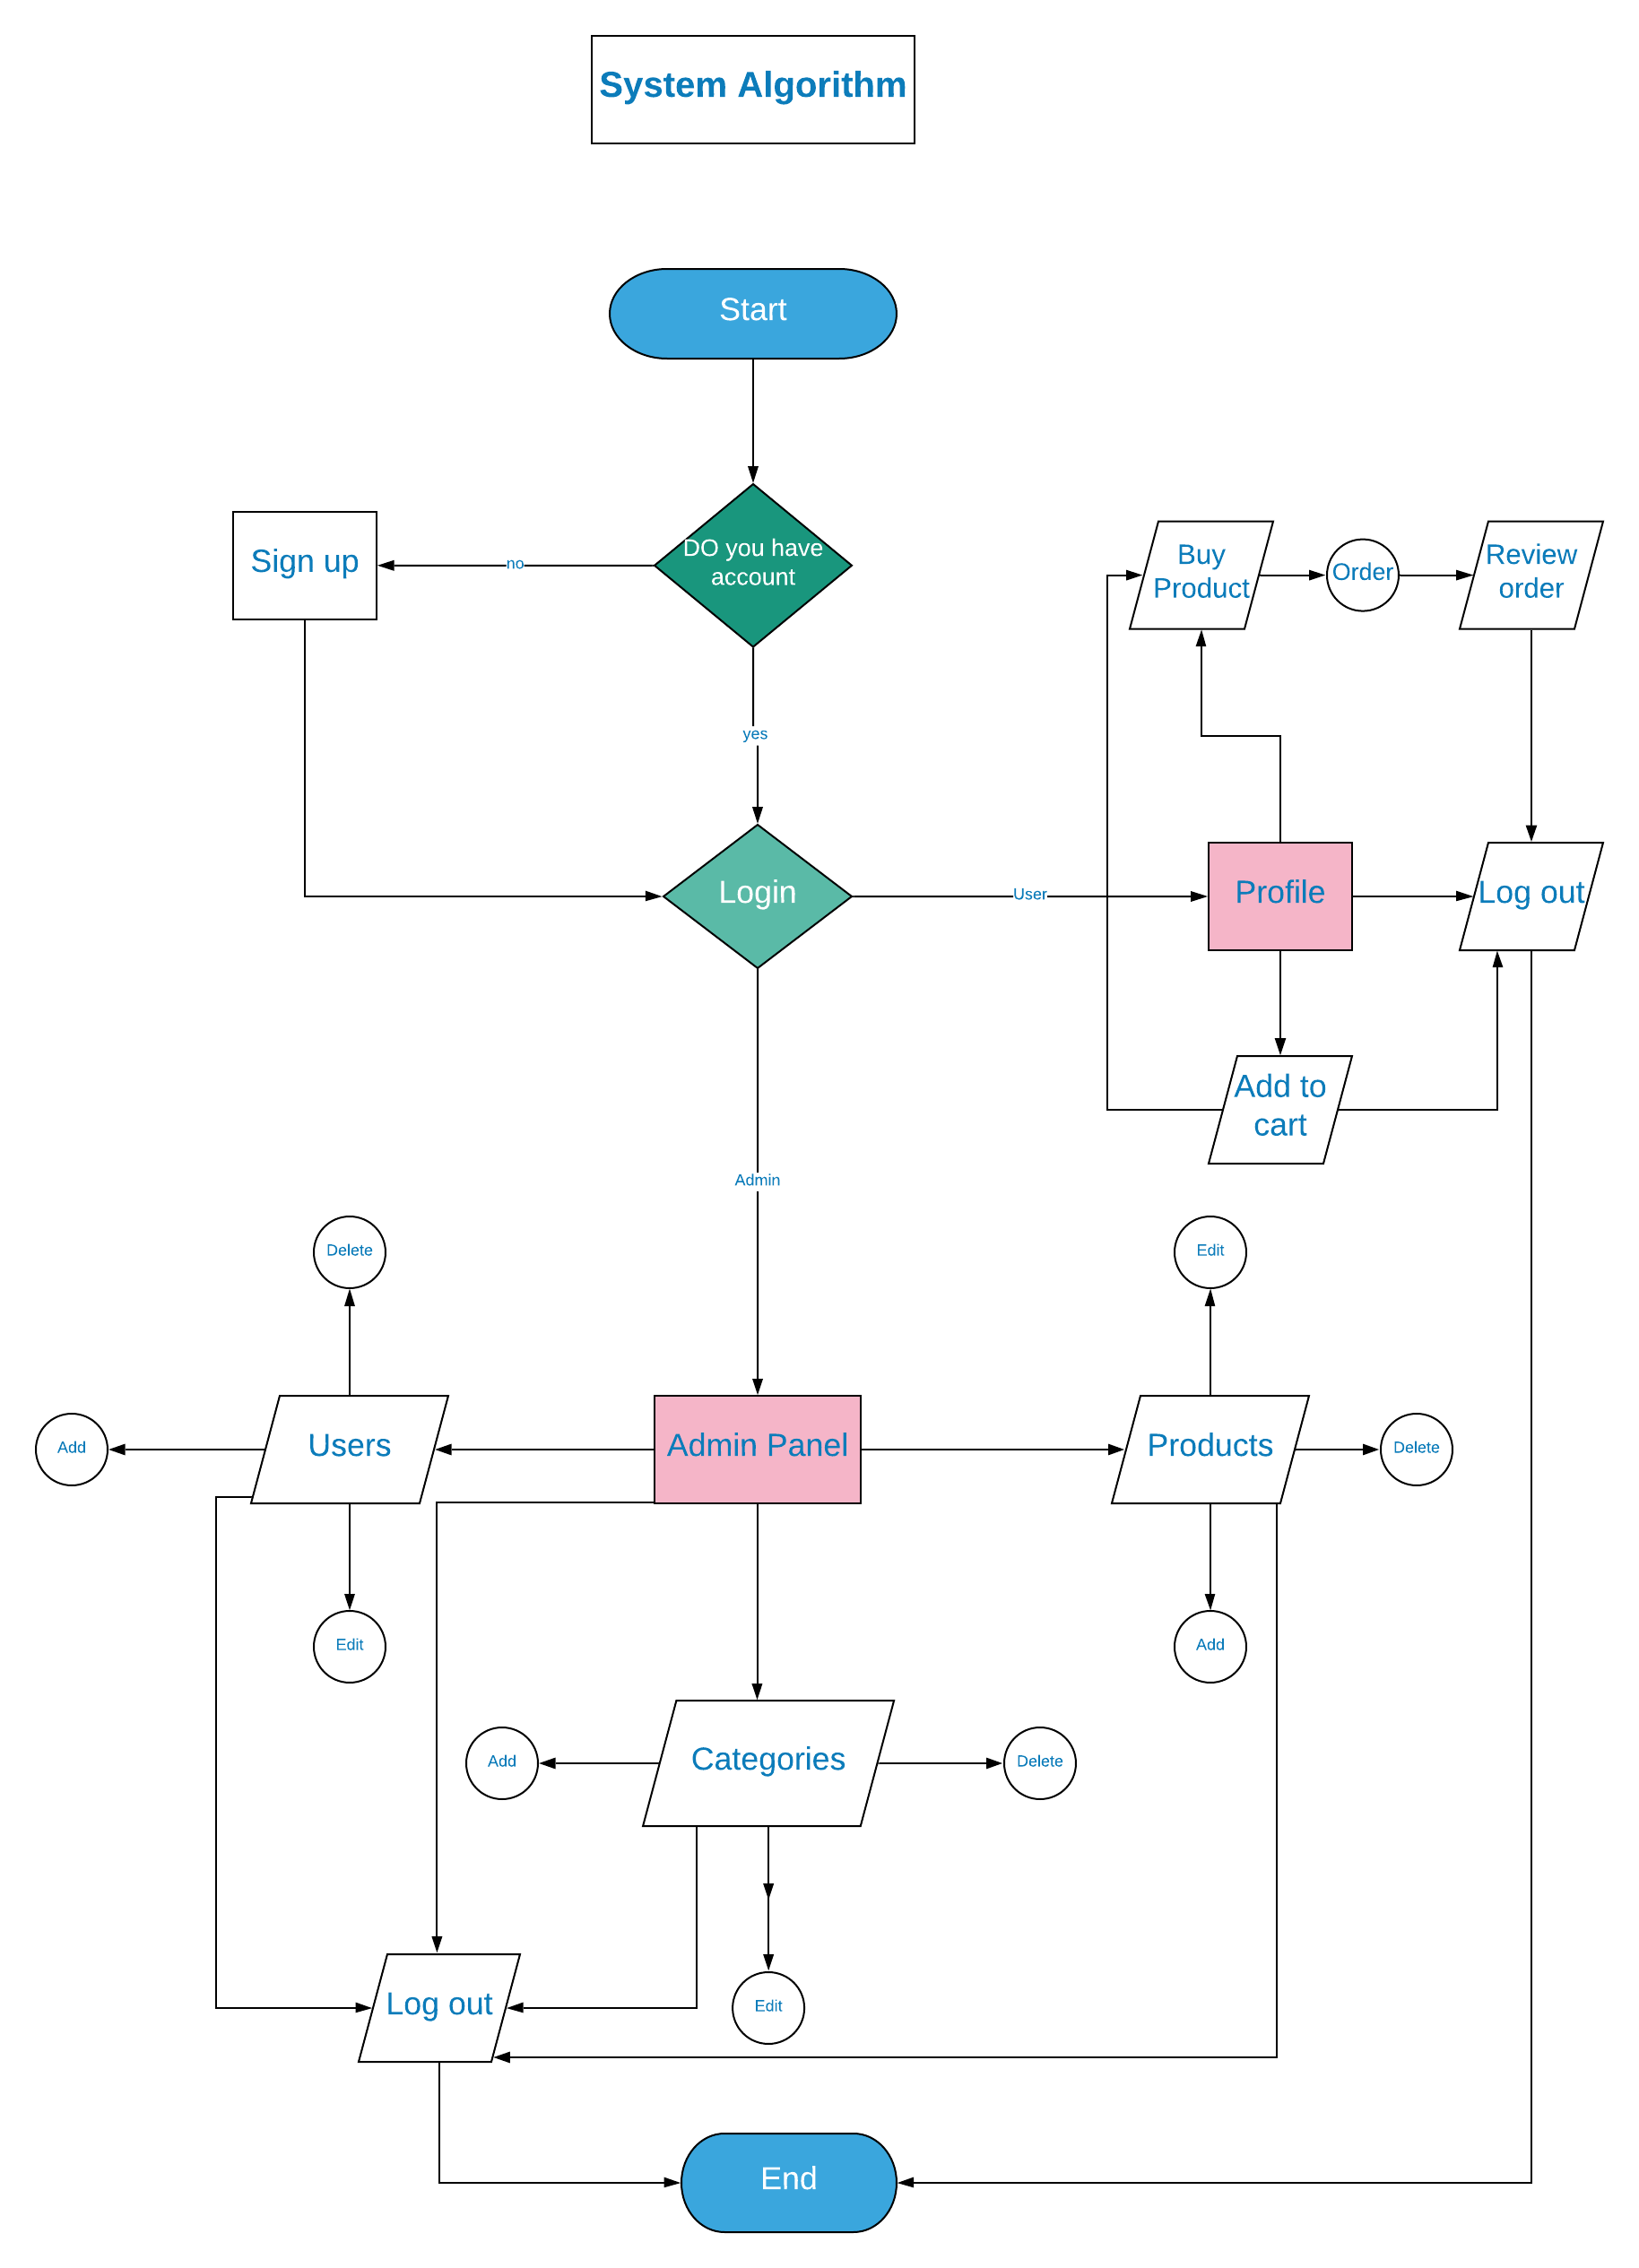 System Algorithm
Start
DO you have
account
no
Sign up
yes
Login
User
Buy
Product
Order
Review
order
Profile
Log out
Add to
cart
Admin
Delete
Edit
Add
Users
Admin Panel
Products
Delete
Edit
Add
Add
Categories
Delete
Log out
Edit
End